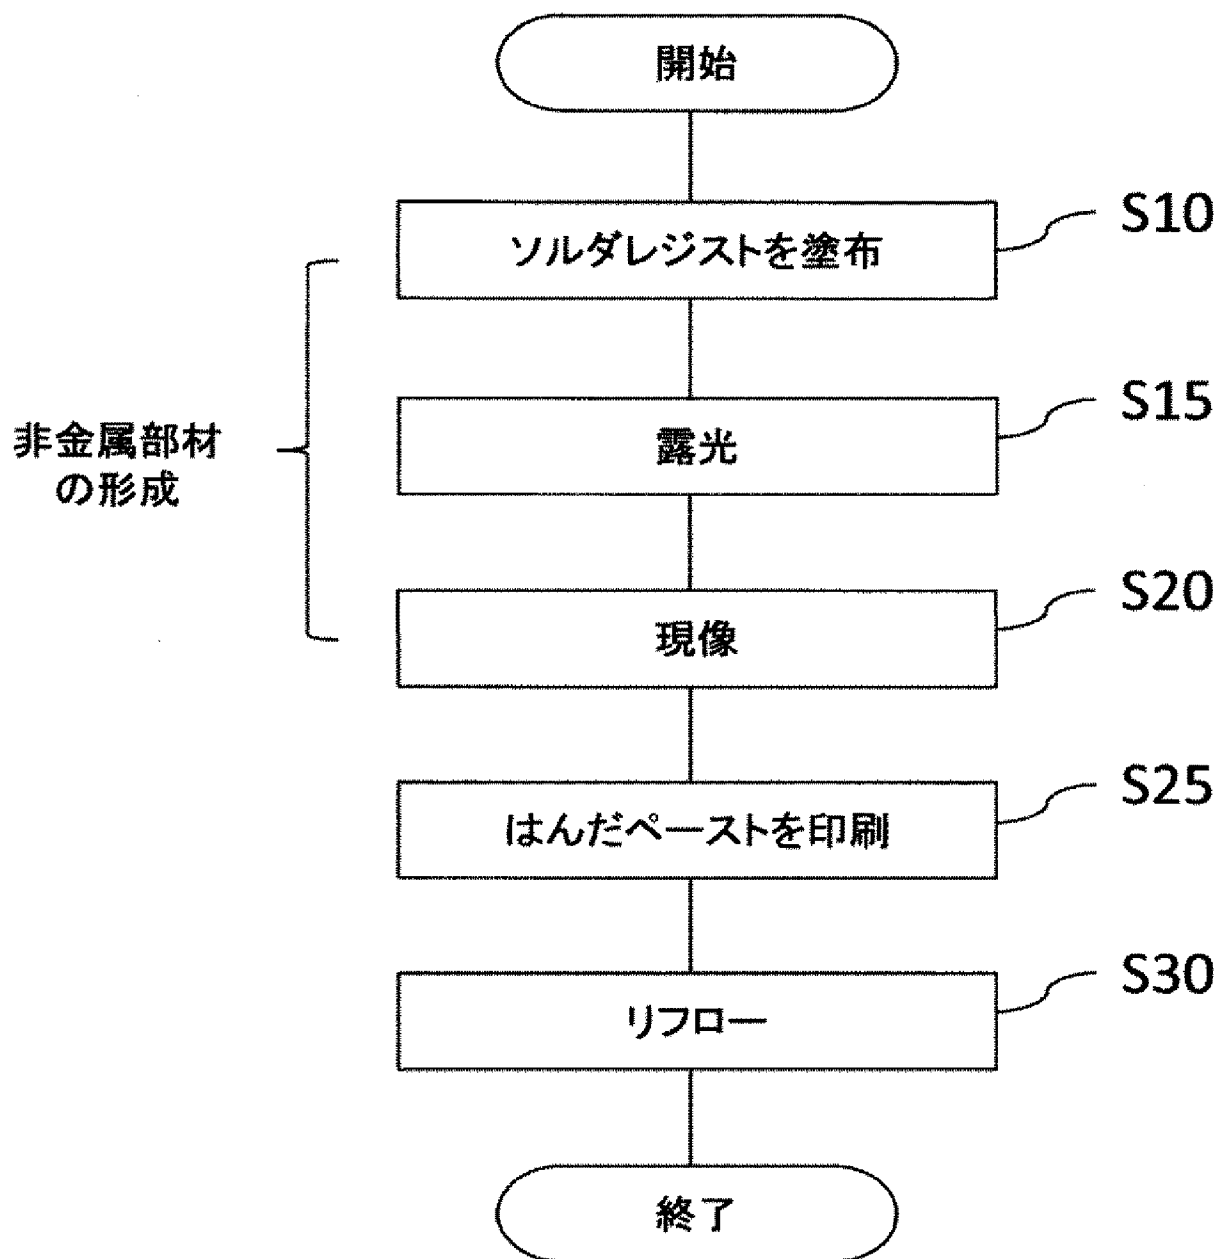 開始
ソルダレジストを塗布
S10
露光
S15
非金属部材
の形成
現像
S20
はんだペーストを印刷
S25
リフロー
S30
終了